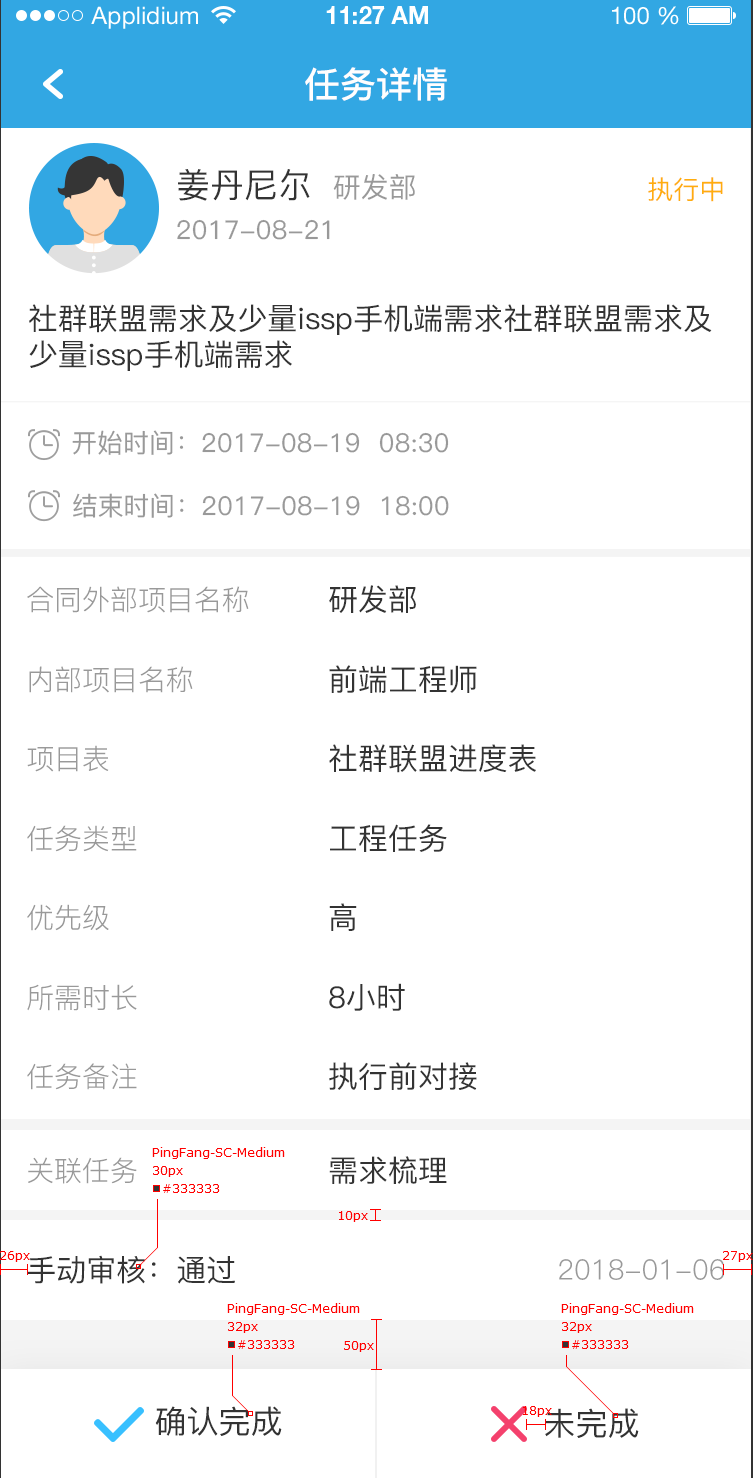 Applidium 11:27 AM 100 %
任务详情
姜丹尼尔 研发部 执行中
2017-08-21
社群联盟需求及少量issp手机端需求社群联盟需求及
少量issp手机端需求
开始时间：2017-08-19 08:30
结束时间：2017-08-19 18:00
合同外部项目名称 研发部
内部项目名称 前端工程师
项目表 社群联盟进度表
任务类型 工程任务
优先级 高
所需时长 8小时
任务备注 执行前对接
PingFang-SC-Medium
30px
#333333
关联任务 需求梳理
10px
26px 27px
手动审核：通过 2018-01-06
PingFang-SC-Medium PingFang-SC-Medium
32px 32px
#333333 50px #333333
18px
确认完成 未完成